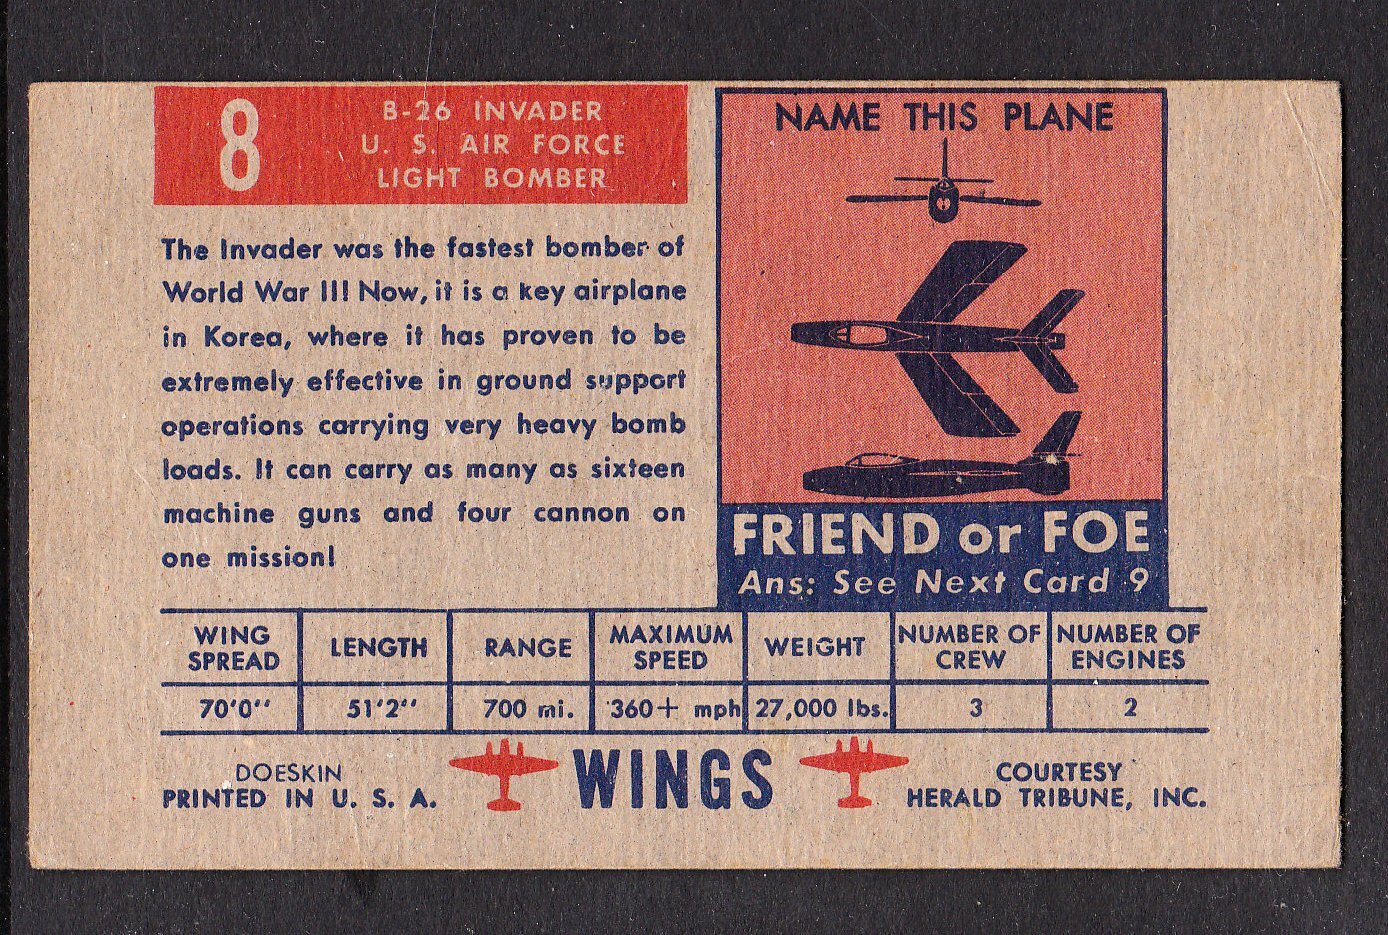 8
B-26 INVADER
U. S. AIR FORCE
LIGHT BOMBER
The Invader was the fastest bomber of
World War II! Now, it is a key airplane
in Korea, where it has proven to be
extremely effective in ground support
operations carrying very heavy bomb
loads. It can carry as many as sixteen
machine guns and four cannon on
one mission!
NAME THIS PLANE
FRIEND or FOE
Ans: See Next Card 9
WING SPREAD
LENGTH
RANGE
MAXIMUM SPEED
WEIGHT
NUMBER OF CREW
NUMBER OF ENGINES
70'0"
51'2"
700 mi.
360+ mph
27,000 lbs.
3
2
DOESKIN
PRINTED IN U. S. A.
WINGS
COURTESY
HERALD TRIBUNE, INC.